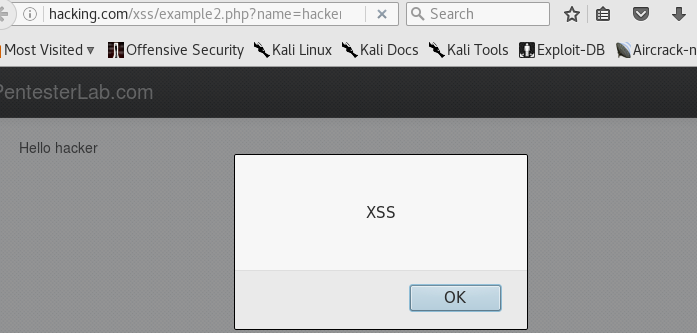 hacking.com/xss/example2.php?name=hacker
Search
Most Visited
Offensive Security
Kali Linux
Kali Docs
Kali Tools
Exploit-DB
Aircrack-n
PentesterLab.com
Hello hacker
XSS
OK